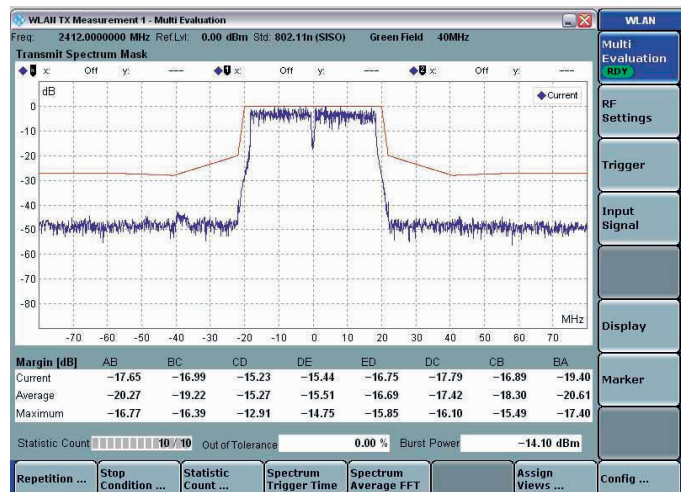 WLAN TX Measurement 1 - Multi Evaluation
WLAN
Freq: 2412.0000000 MHz Ref.Lvl: 0.00 dBm Std: 802.11n (SISO) Green Field 40MHz
Transmit Spectrum Mask
x: Off y: --- x: Off y: --- x: Off y: ---
dB
Current
0
-10
-20
-30
-40
-50
-60
-70
-80
MHz
-70 -60 -50 -40 -30 -20 -10 0 10 20 30 40 50 60 70
Margin [dB] AB BC CD DE ED DC CB BA
Current -17.65 -16.99 -15.23 -15.44 -16.75 -17.79 -16.89 -19.40
Average -20.27 -19.22 -15.27 -15.51 -16.69 -17.42 -18.30 -20.61
Maximum -16.77 -16.39 -12.91 -14.75 -15.85 -16.10 -15.49 -17.40
Statistic Count 10 / 10 Out of Tolerance 0.00 % Burst Power -14.10 dBm
Multi
Evaluation
RDY
RF
Settings
Trigger
Input
Signal
Display
Marker
Repetition ...
Stop
Condition ...
Statistic
Count ...
Spectrum
Trigger Time
Spectrum
Average FFT
Assign
Views ...
Config ...